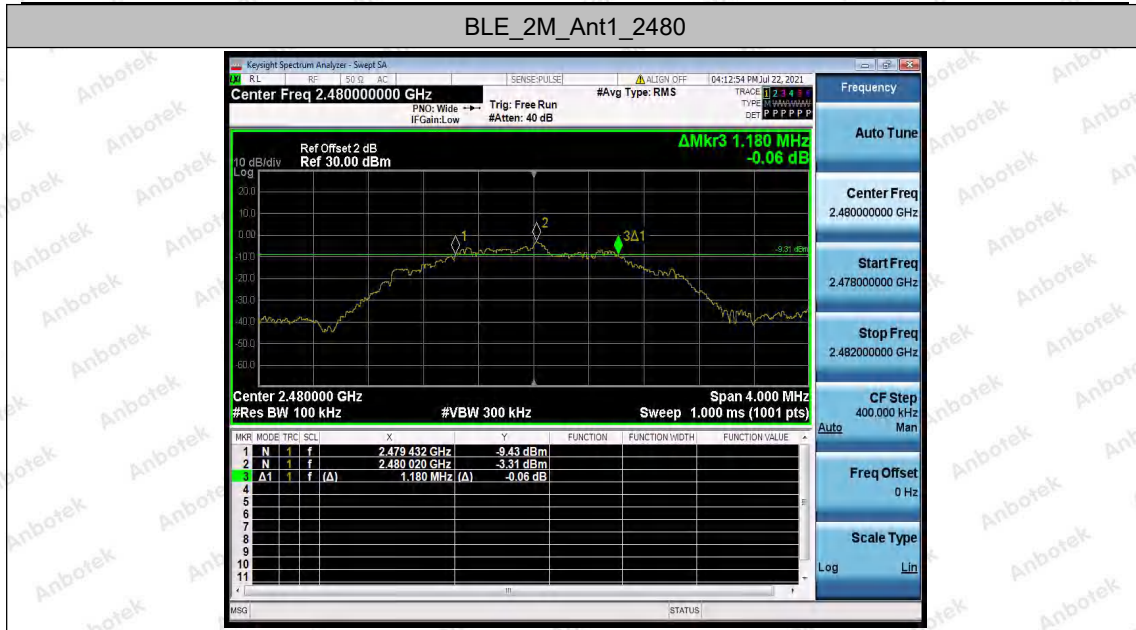 BLE_2M_Ant1_2480
Keysight Spectrum Analyzer - Swept SA
RL RF 50 Ω AC SENSE:PULSE ALIGN OFF 04:12:54 PM Jul 22, 2021
Center Freq 2.480000000 GHz #Avg Type: RMS TRACE 1 2 3 4 5 6
PNO: Wide Trig: Free Run TYPE M W W W W W
IFGain:Low #Atten: 40 dB DET P P P P P P
Frequency
Auto Tune
Center Freq
2.480000000 GHz
Start Freq
2.478000000 GHz
Stop Freq
2.482000000 GHz
CF Step
400.000 kHz
Auto Man
Freq Offset
0 Hz
Scale Type
Log Lin
ΔMkr3 1.180 MHz
-0.06 dB
Ref Offset 2 dB
10 dB/div Ref 30.00 dBm
Log
20.0
10.0
0.00
-10.0
-20.0
-30.0
-40.0
-50.0
-60.0
1
2
3Δ1
-9.31 dBm
Center 2.480000 GHz Span 4.000 MHz
#Res BW 100 kHz #VBW 300 kHz Sweep 1.000 ms (1001 pts)
MKR MODE TRC SCL X Y FUNCTION FUNCTION WIDTH FUNCTION VALUE
1 N 1 f 2.479 432 GHz -9.43 dBm
2 N 1 f 2.480 020 GHz -3.31 dBm
3 Δ1 1 f (Δ) 1.180 MHz (Δ) -0.06 dB
4
5
6
7
8
9
10
11
MSG STATUS
Anbotek